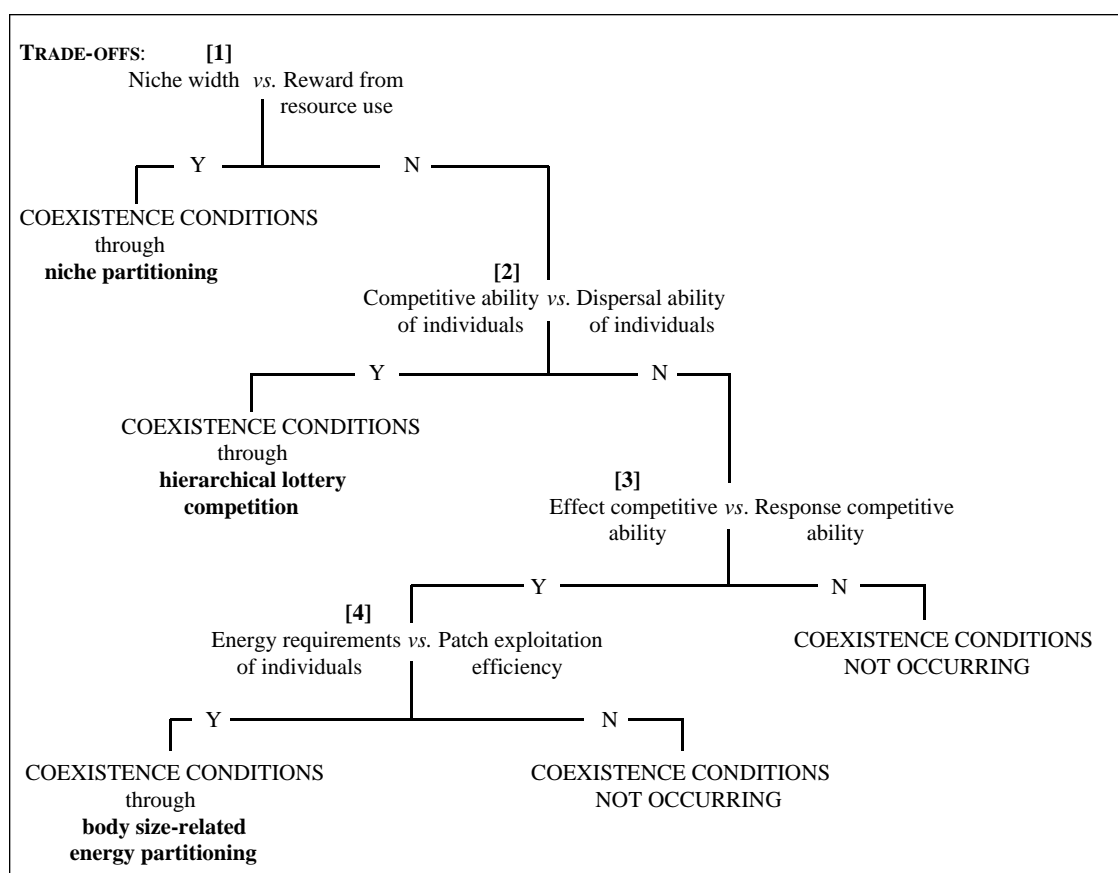 TRADE-OFFS: [1]
Niche width vs. Reward from
resource use
Y N
COEXISTENCE CONDITIONS
through
niche partitioning
[2]
Competitive ability vs. Dispersal ability
of individuals of individuals
Y N
COEXISTENCE CONDITIONS
through
hierarchical lottery
competition
[3]
Effect competitive vs. Response competitive
ability ability
Y N
[4]
Energy requirements vs. Patch exploitation
of individuals efficiency
COEXISTENCE CONDITIONS
NOT OCCURRING
Y N
COEXISTENCE CONDITIONS
through
body size-related
energy partitioning
COEXISTENCE CONDITIONS
NOT OCCURRING